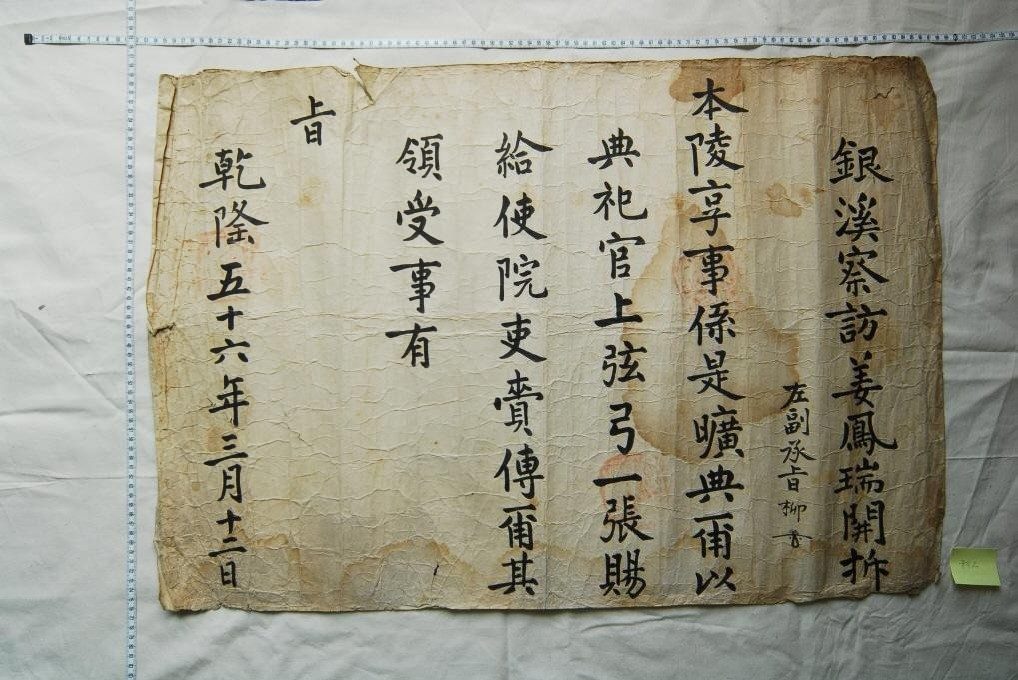 銀溪察訪姜鳳瑞開拆
左副承旨柳
本陵享事係是曠典爾以
典祀官上弦弓一張賜
給使院吏賫傳爾其
領受事有
旨
乾隆五十六年三月十二日